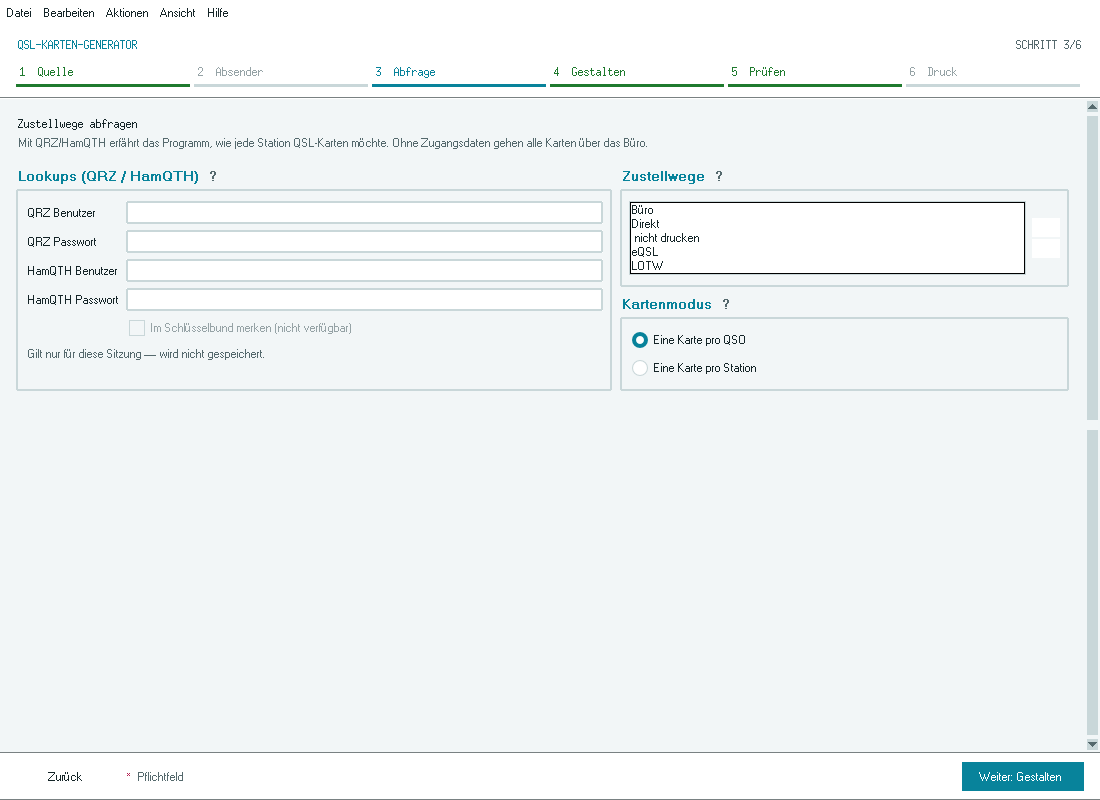 Datei Bearbeiten Aktionen Ansicht Hilfe
QSL-KARTEN-GENERATOR
SCHRITT 3/6
1 Quelle
2 Absender
3 Abfrage
4 Gestalten
5 Prüfen
6 Druck
Zustellwege abfragen
Mit QRZ/HamQTH erfährt das Programm, wie jede Station QSL-Karten möchte. Ohne Zugangsdaten gehen alle Karten über das Büro.
Lookups (QRZ / HamQTH) ?
QRZ Benutzer
QRZ Passwort
HamQTH Benutzer
HamQTH Passwort
Im Schlüsselbund merken (nicht verfügbar)
Gilt nur für diese Sitzung — wird nicht gespeichert.
Zustellwege ?
Büro
Direkt
nicht drucken
eQSL
LOTW
Kartenmodus ?
Eine Karte pro QSO
Eine Karte pro Station
Zurück
* Pflichtfeld
Weiter: Gestalten